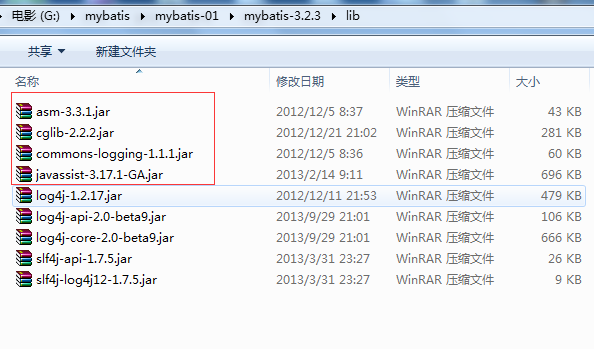 电影 (G:) ▸ mybatis ▸ mybatis-01 ▸ mybatis-3.2.3 ▸ lib
共享 新建文件夹
名称 修改日期 类型 大小
asm-3.3.1.jar 2012/12/5 8:37 WinRAR 压缩文件 43 KB
cglib-2.2.2.jar 2012/12/21 21:02 WinRAR 压缩文件 281 KB
commons-logging-1.1.1.jar 2012/12/5 8:36 WinRAR 压缩文件 60 KB
javassist-3.17.1-GA.jar 2013/2/14 9:11 WinRAR 压缩文件 696 KB
log4j-1.2.17.jar 2012/12/11 21:53 WinRAR 压缩文件 479 KB
log4j-api-2.0-beta9.jar 2013/9/29 21:01 WinRAR 压缩文件 106 KB
log4j-core-2.0-beta9.jar 2013/9/29 21:01 WinRAR 压缩文件 666 KB
slf4j-api-1.7.5.jar 2013/3/31 23:27 WinRAR 压缩文件 26 KB
slf4j-log4j12-1.7.5.jar 2013/3/31 23:27 WinRAR 压缩文件 9 KB